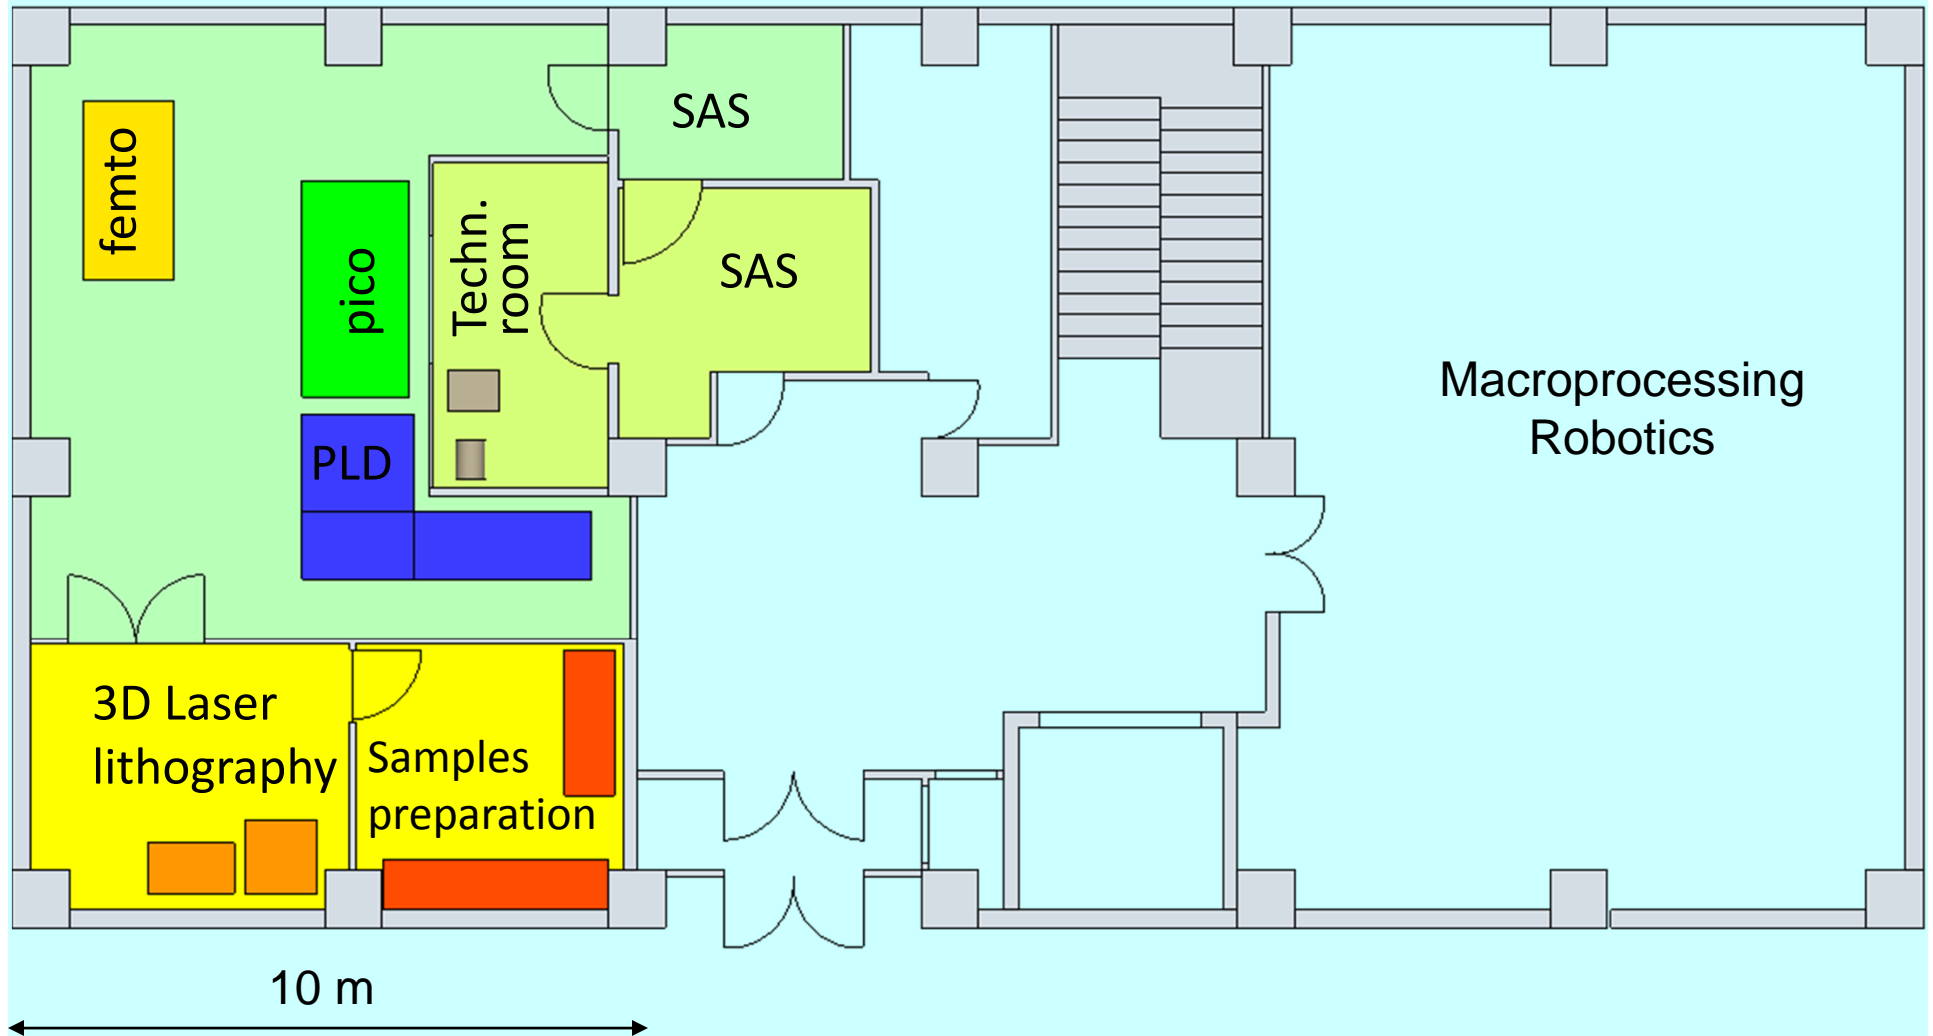 SAS
femto
pico
Techn.
room
SAS
Macroprocessing
Robotics
PLD
3D Laser
lithography
Samples
preparation
10 m